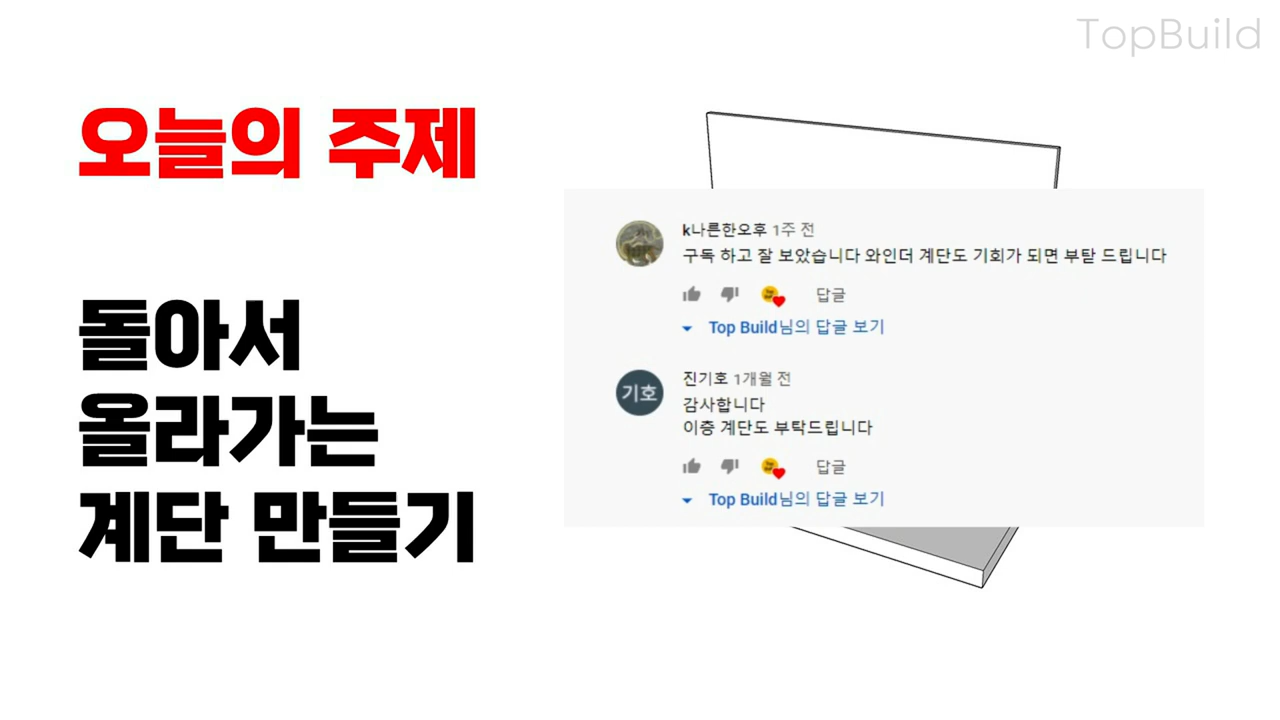 TopBuild
오늘의 주제
돌아서
올라가는
계단 만들기
k나른한오후 1주 전
구독 하고 잘 보았습니다 와인더 계단도 기회가 되면 부탇 드립니다
답글
Top Build님의 답글 보기
기호
진기호 1개월 전
감사합니다
이층 계단도 부탁드립니다
답글
Top Build님의 답글 보기